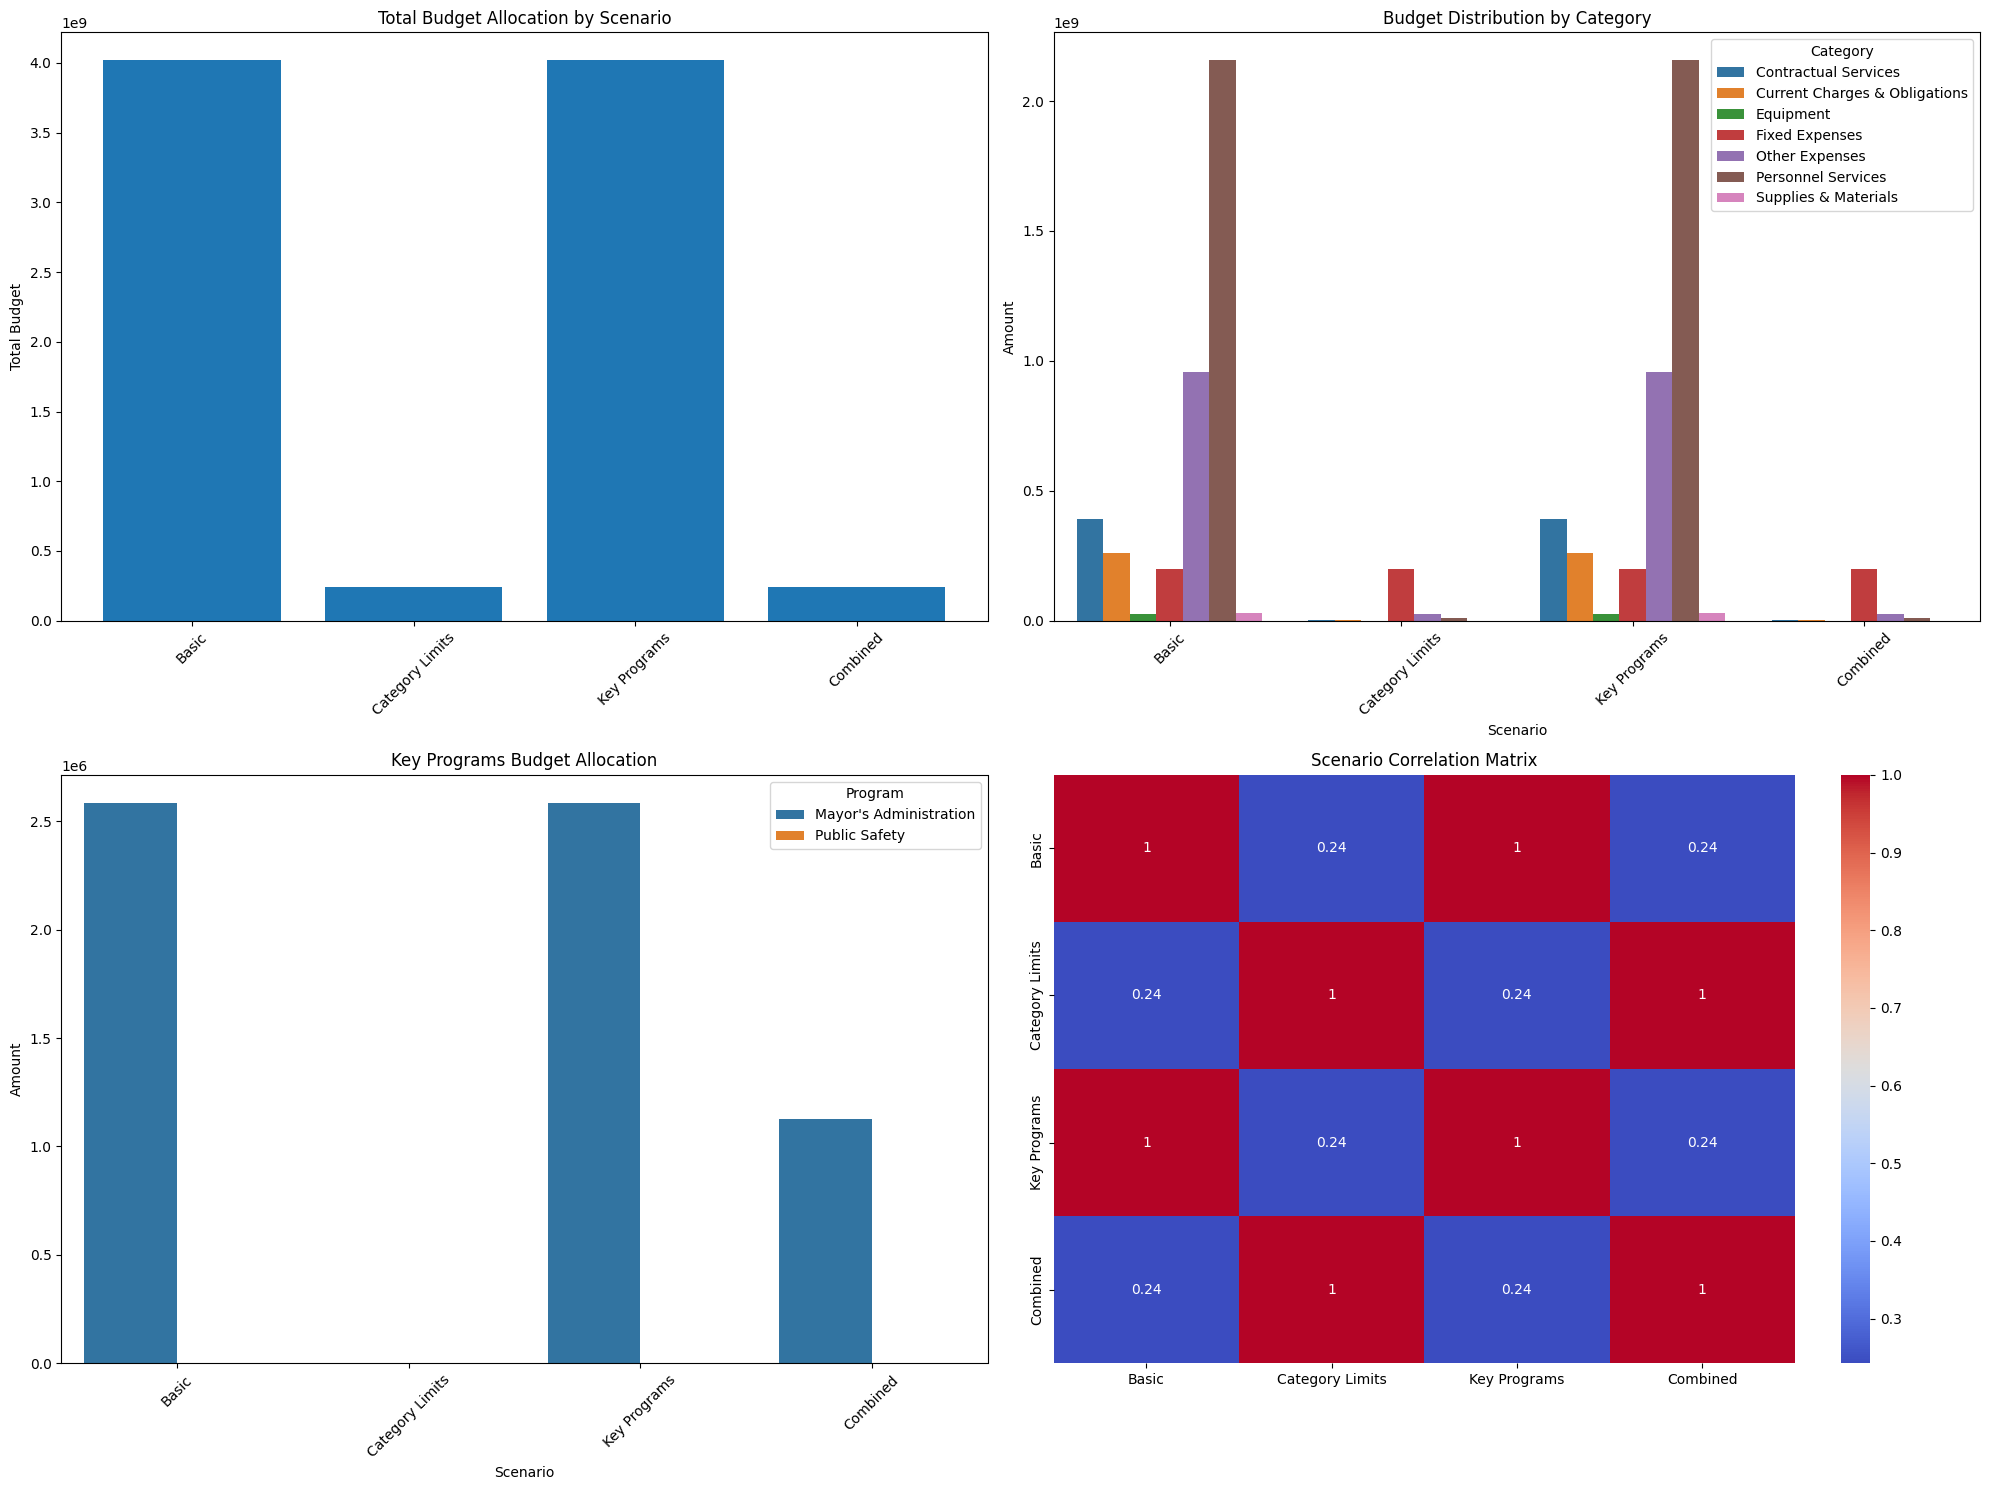 Total Budget Allocation by Scenario
1e9
4.0
3.5
3.0
2.5
2.0
1.5
1.0
0.5
0.0
Total Budget
Basic
Category Limits
Key Programs
Combined
Budget Distribution by Category
1e9
2.0
1.5
1.0
0.5
0.0
Amount
Category
Contractual Services
Current Charges & Obligations
Equipment
Fixed Expenses
Other Expenses
Personnel Services
Supplies & Materials
Basic
Category Limits
Key Programs
Combined
Scenario
Key Programs Budget Allocation
1e6
2.5
2.0
1.5
1.0
0.5
0.0
Amount
Program
Mayor's Administration
Public Safety
Basic
Category Limits
Key Programs
Combined
Scenario
Scenario Correlation Matrix
Basic
1 0.24 1 0.24
Category Limits
0.24 1 0.24 1
Key Programs
1 0.24 1 0.24
Combined
0.24 1 0.24 1
Basic Category Limits Key Programs Combined
1.0
0.9
0.8
0.7
0.6
0.5
0.4
0.3